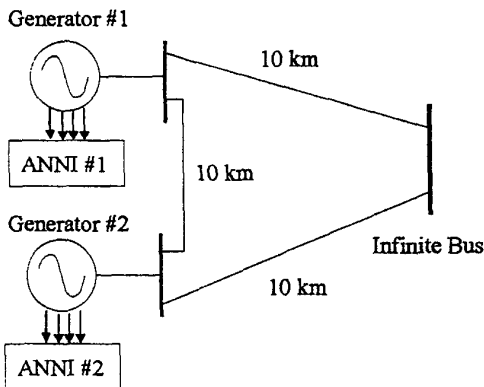 Generator #1
10 km
ANNI #1
10 km
Generator #2
Infinite Bus
10 km
ANNI #2